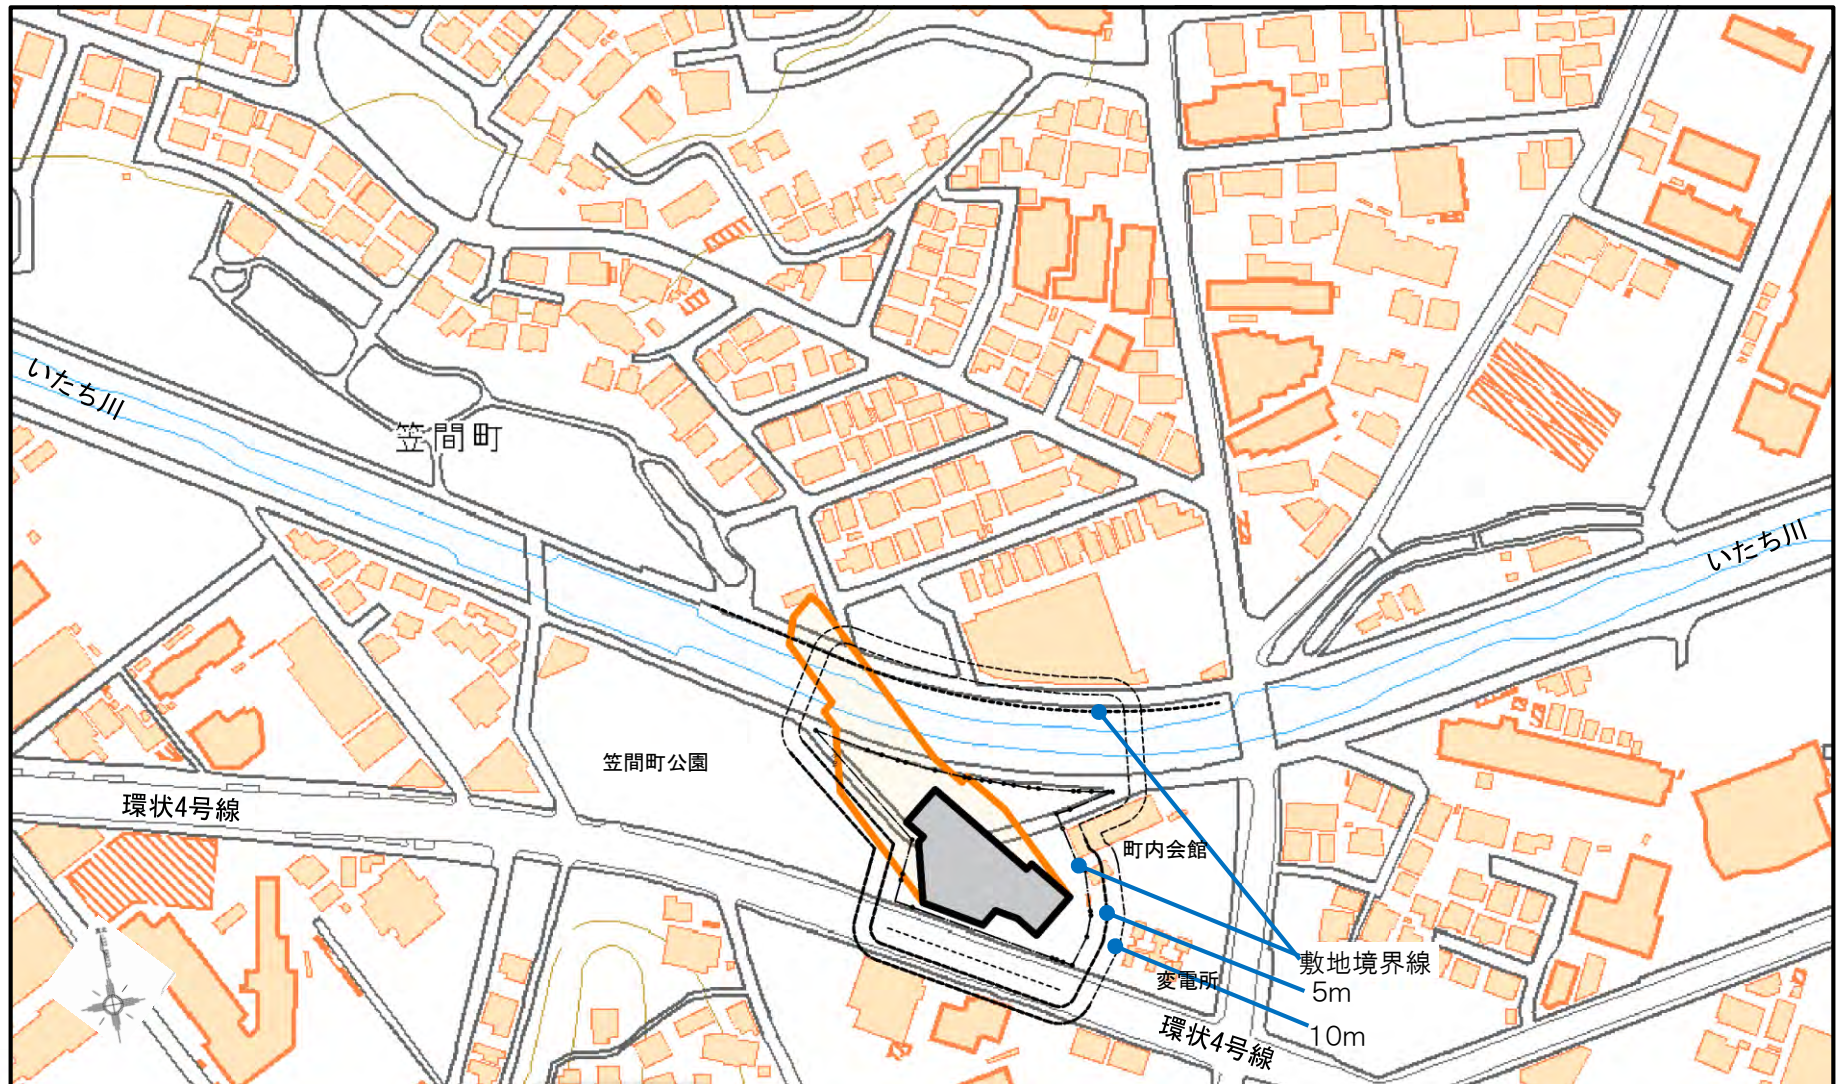 いたち川
笠間町
いたち川
笠間町公園
環状4号線
町内会館
敷地境界線
変電所
5m
10m
環状4号線